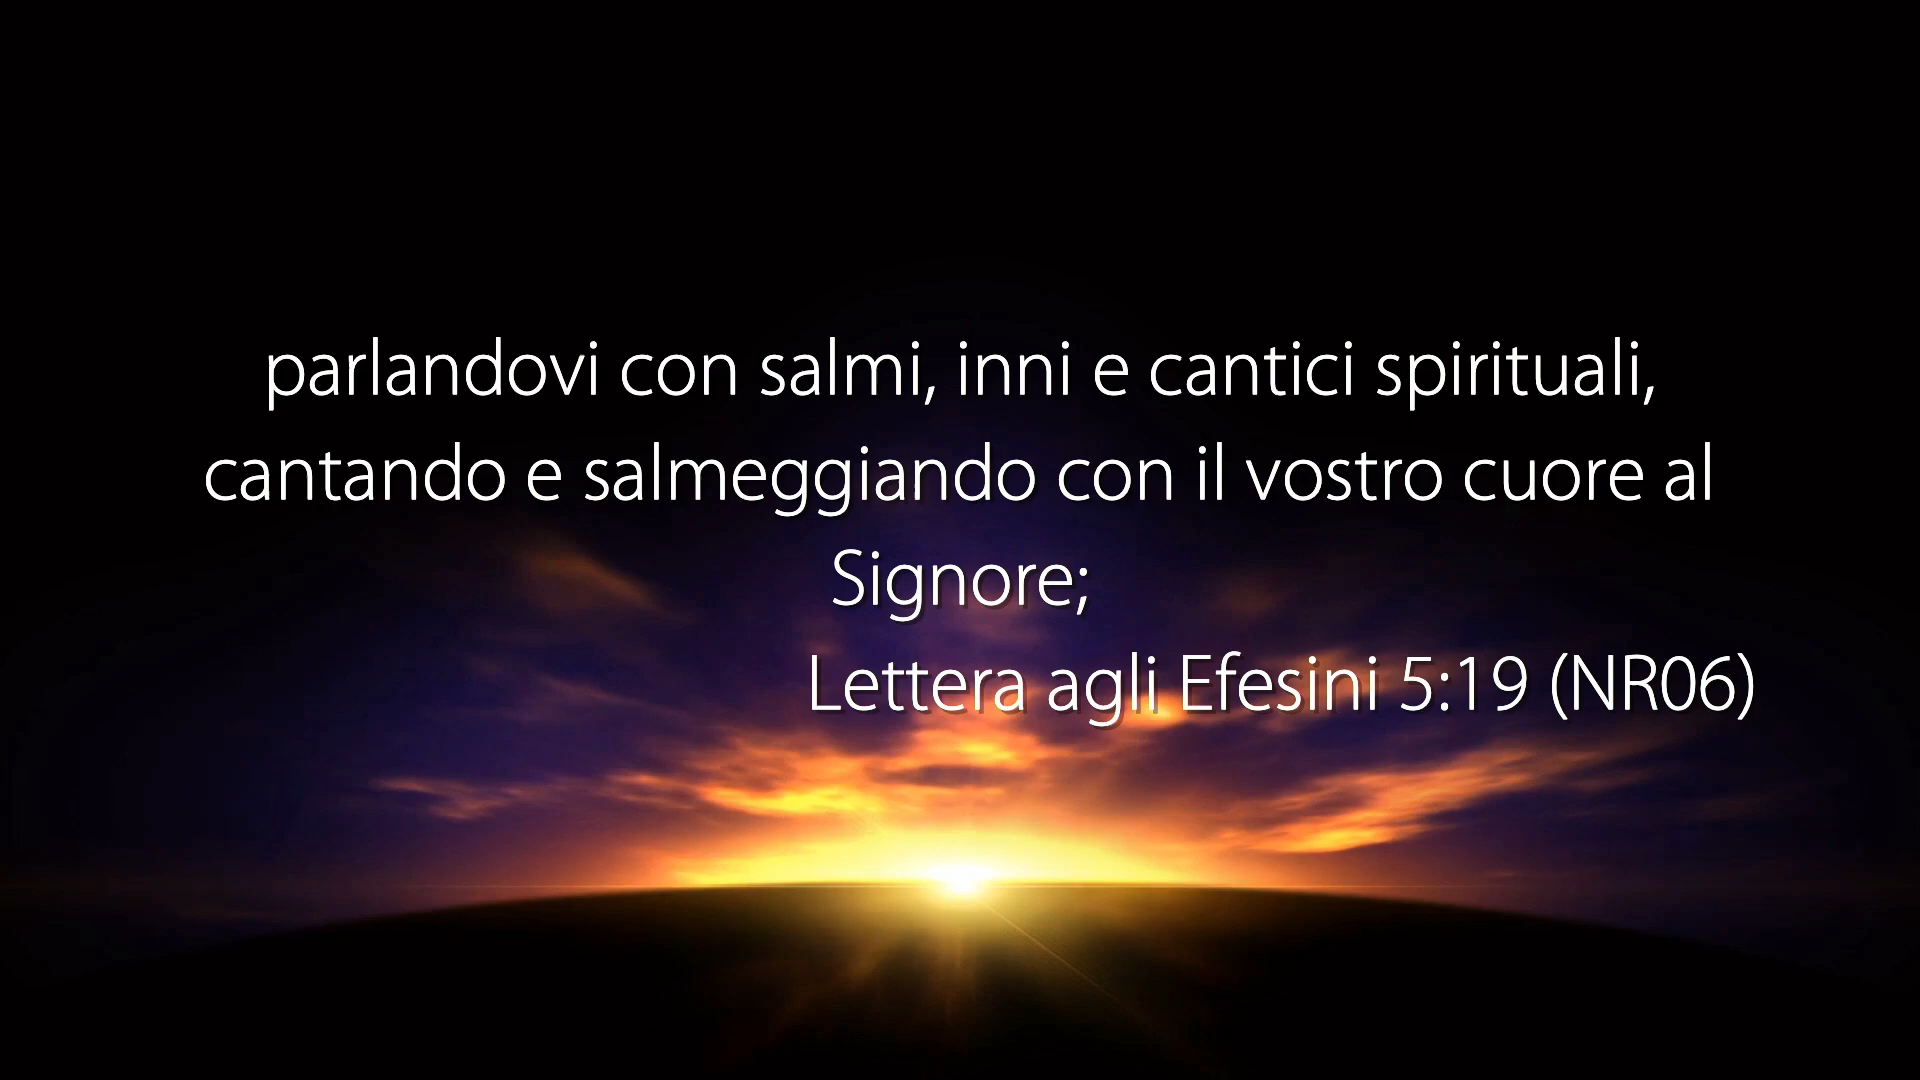 parlandovi con salmi, inni e cantici spirituali,
cantando e salmeggiando con il vostro cuore al
Signore;
Lettera agli Efesini 5:19 (NR06)